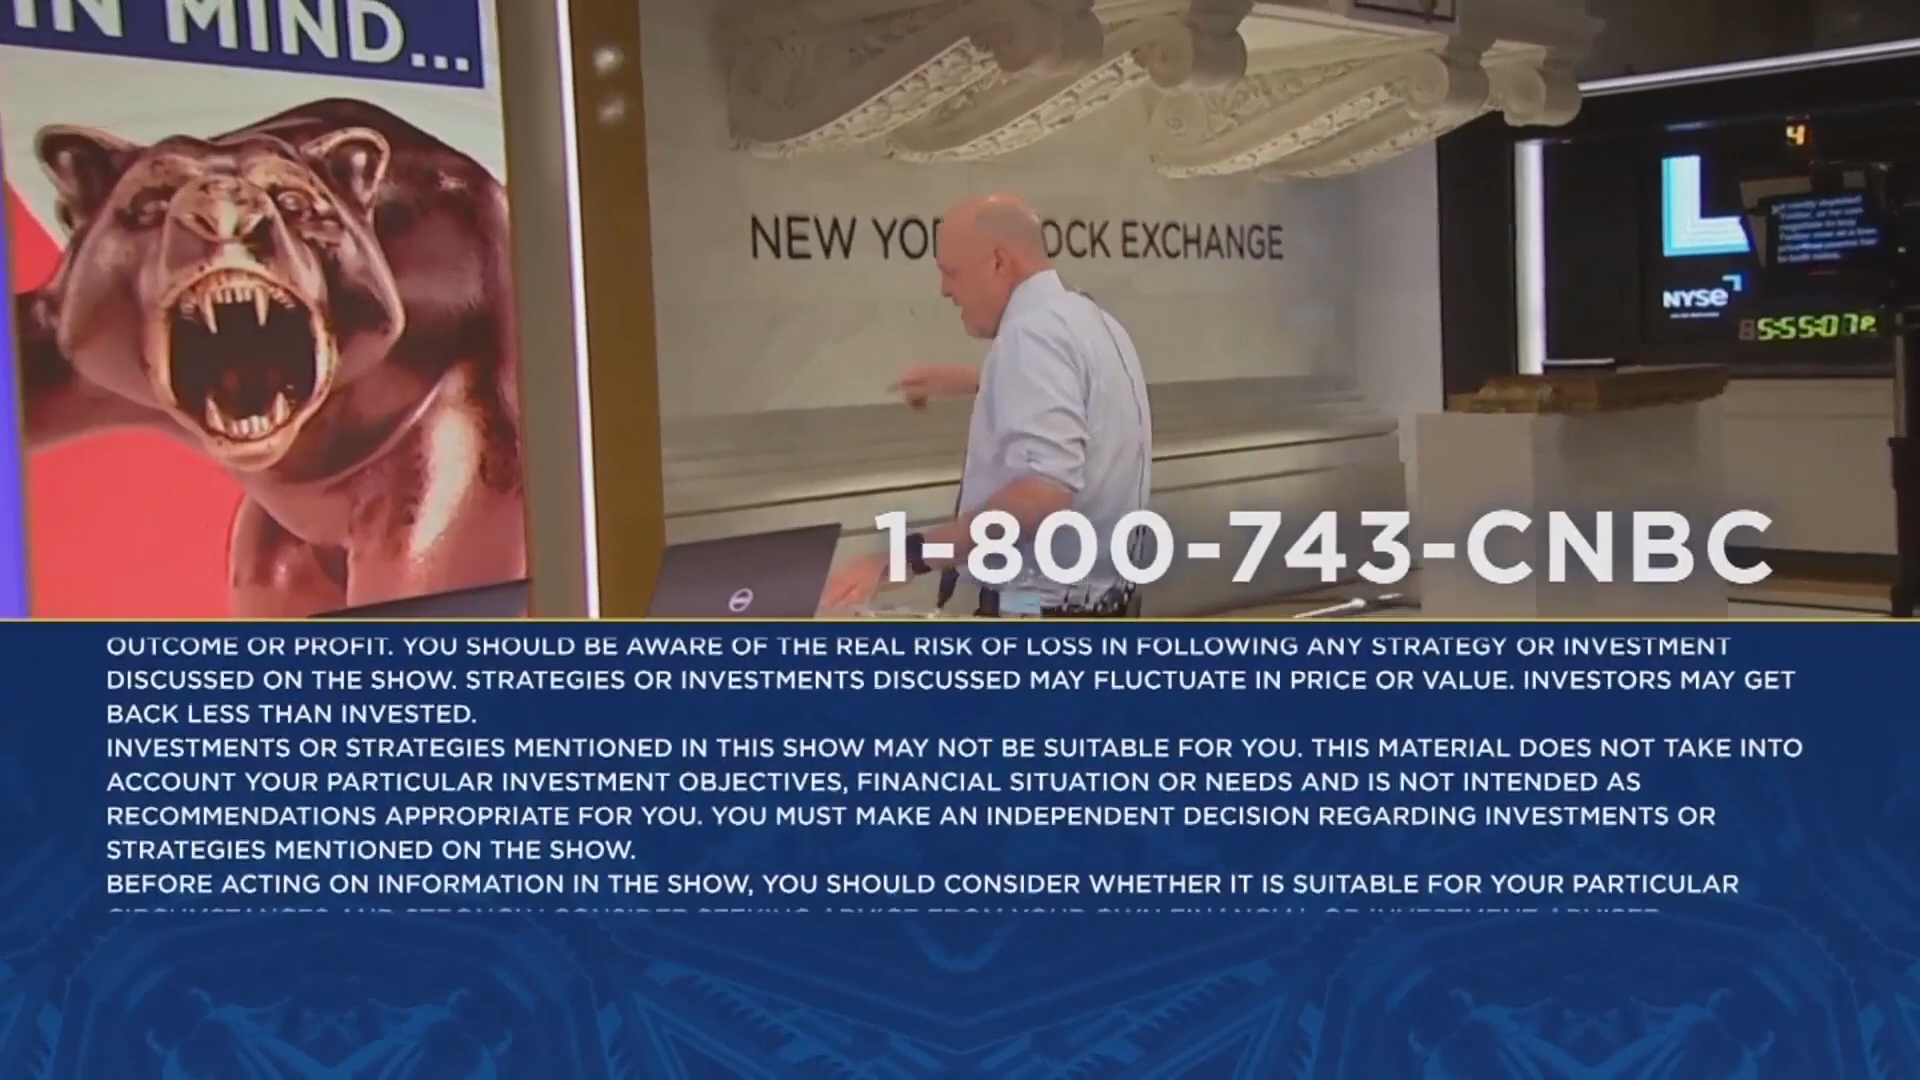 IN MIND...
NEW YO OCK EXCHANGE
4
NYSE
5:55:07P
1-800-743-CNBC
OUTCOME OR PROFIT. YOU SHOULD BE AWARE OF THE REAL RISK OF LOSS IN FOLLOWING ANY STRATEGY OR INVESTMENT
DISCUSSED ON THE SHOW. STRATEGIES OR INVESTMENTS DISCUSSED MAY FLUCTUATE IN PRICE OR VALUE. INVESTORS MAY GET
BACK LESS THAN INVESTED.
INVESTMENTS OR STRATEGIES MENTIONED IN THIS SHOW MAY NOT BE SUITABLE FOR YOU. THIS MATERIAL DOES NOT TAKE INTO
ACCOUNT YOUR PARTICULAR INVESTMENT OBJECTIVES, FINANCIAL SITUATION OR NEEDS AND IS NOT INTENDED AS
RECOMMENDATIONS APPROPRIATE FOR YOU. YOU MUST MAKE AN INDEPENDENT DECISION REGARDING INVESTMENTS OR
STRATEGIES MENTIONED ON THE SHOW.
BEFORE ACTING ON INFORMATION IN THE SHOW, YOU SHOULD CONSIDER WHETHER IT IS SUITABLE FOR YOUR PARTICULAR